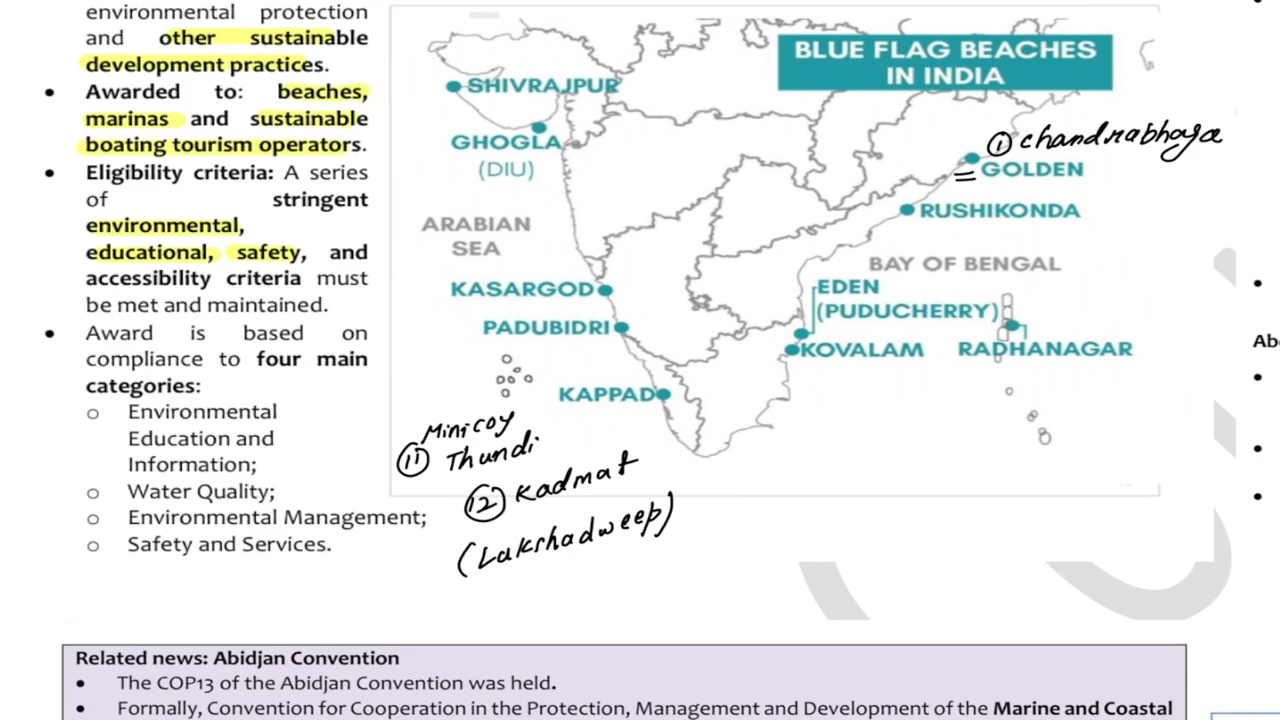 environmental protection
and other sustainable
development practices.
• Awarded to: beaches,
marinas and sustainable
boating tourism operators.
• Eligibility criteria: A series
of stringent
environmental,
educational, safety, and
accessibility criteria must
be met and maintained.
• Award is based on
compliance to four main
categories:
o Environmental
Education and
Information;
o Water Quality;
o Environmental Management;
o Safety and Services.
BLUE FLAG BEACHES
IN INDIA
SHIVRAJPUR
GHOGLA
(DIU)
① chandrabhaga
GOLDEN
RUSHIKONDA
ARABIAN
SEA
BAY OF BENGAL
KASARGOD
EDEN
(PUDUCHERRY)
PADUBIDRI
KOVALAM
RADHANAGAR
KAPPAD
Minicoy
⑪ Thundi
⑫ Kadmat
(Lakshadweep)
Ab
Related news: Abidjan Convention
• The COP13 of the Abidjan Convention was held.
• Formally, Convention for Cooperation in the Protection, Management and Development of the Marine and Coastal